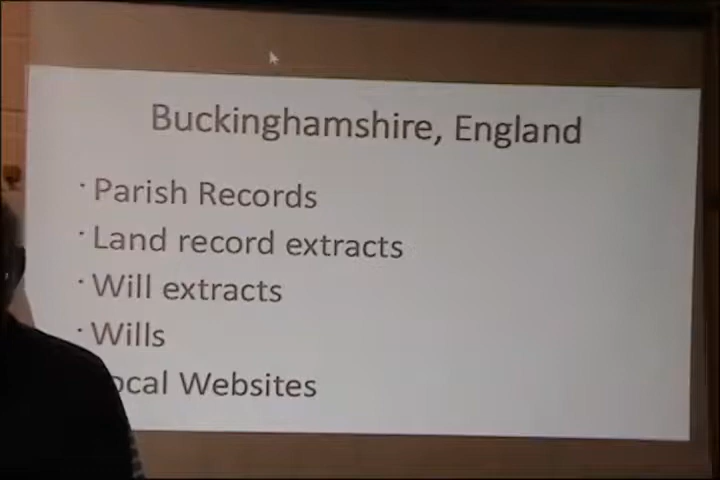 Buckinghamshire, England
· Parish Records
· Land record extracts
· Will extracts
· Wills
ocal Websites